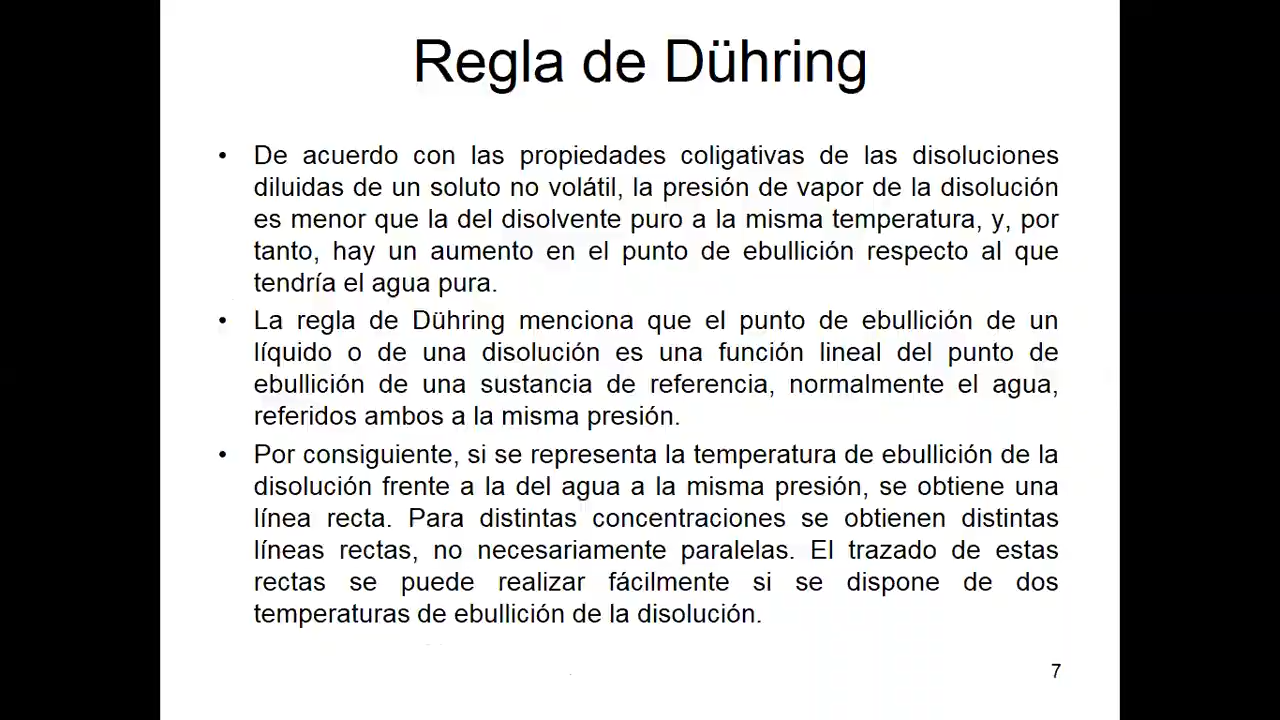 Regla de Dühring
• De acuerdo con las propiedades coligativas de las disoluciones
diluidas de un soluto no volátil, la presión de vapor de la disolución
es menor que la del disolvente puro a la misma temperatura, y, por
tanto, hay un aumento en el punto de ebullición respecto al que
tendría el agua pura.
• La regla de Dühring menciona que el punto de ebullición de un
líquido o de una disolución es una función lineal del punto de
ebullición de una sustancia de referencia, normalmente el agua,
referidos ambos a la misma presión.
• Por consiguiente, si se representa la temperatura de ebullición de la
disolución frente a la del agua a la misma presión, se obtiene una
línea recta. Para distintas concentraciones se obtienen distintas
líneas rectas, no necesariamente paralelas. El trazado de estas
rectas se puede realizar fácilmente si se dispone de dos
temperaturas de ebullición de la disolución.
7